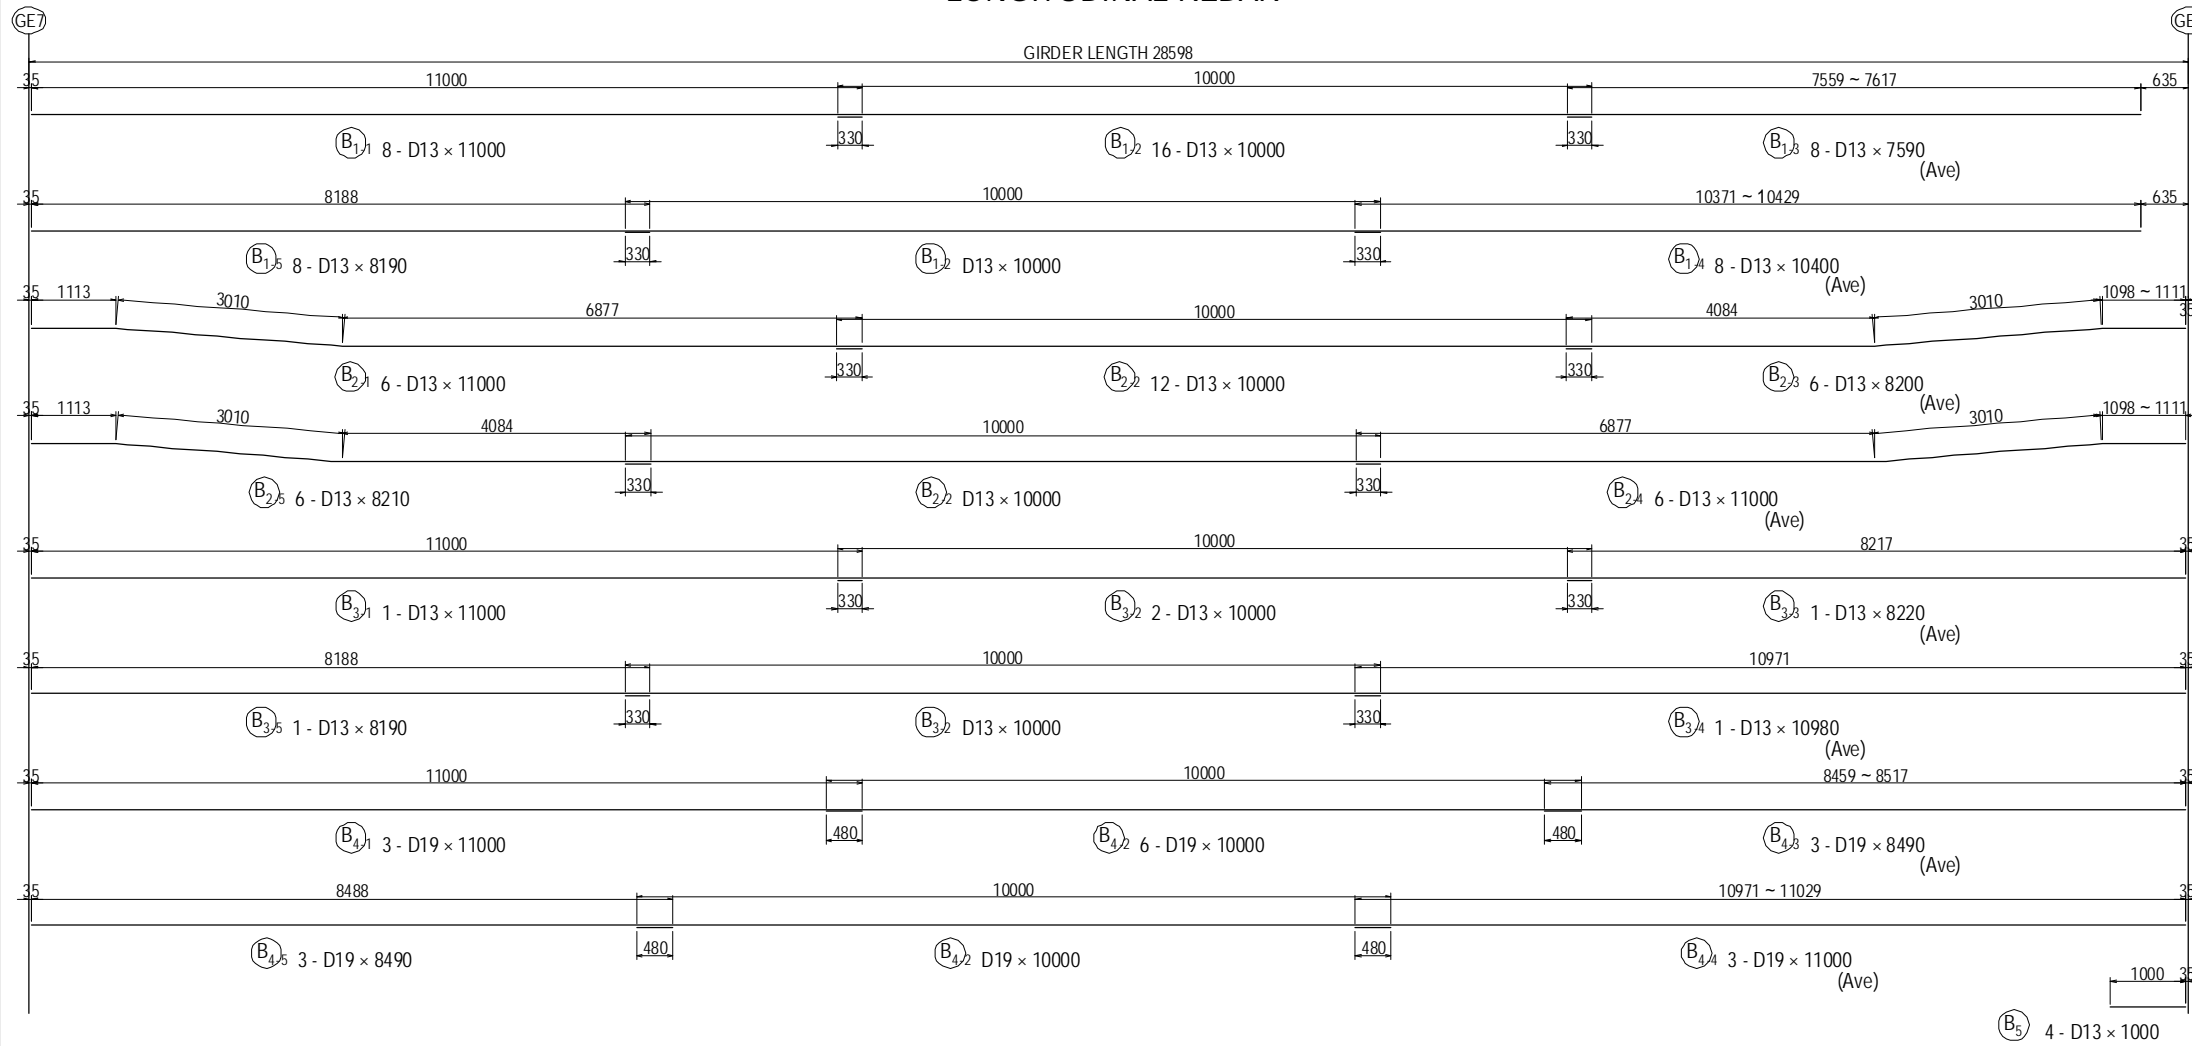 GE7
GIRDER LENGTH 28598
35 11000 10000 7559 ~ 7617 635
330 330
B1-1 8 - D13 × 11000 B1-2 16 - D13 × 10000 B1-3 8 - D13 × 7590
(Ave)
35 8188 10000 10371 ~ 10429 635
330 330
B1-5 8 - D13 × 8190 B1-2 D13 × 10000 B1-4 8 - D13 × 10400
(Ave)
35 1113 3010 6877 10000 4084 3010 1098 ~ 1111 35
330 330
B2-1 6 - D13 × 11000 B2-2 12 - D13 × 10000 B2-3 6 - D13 × 8200
(Ave)
35 1113 3010 4084 10000 6877 3010 1098 ~ 1111
330 330
B2-5 6 - D13 × 8210 B2-2 D13 × 10000 B2-4 6 - D13 × 11000
(Ave)
35 11000 10000 8217 35
330 330
B3-1 1 - D13 × 11000 B3-2 2 - D13 × 10000 B3-3 1 - D13 × 8220
(Ave)
35 8188 10000 10971 35
330 330
B3-5 1 - D13 × 8190 B3-2 D13 × 10000 B3-4 1 - D13 × 10980
(Ave)
35 11000 10000 8459 ~ 8517 35
480 480
B4-1 3 - D19 × 11000 B4-2 6 - D19 × 10000 B4-3 3 - D19 × 8490
(Ave)
35 8488 10000 10971 ~ 11029 35
480 480
B4-5 3 - D19 × 8490 B4-2 D19 × 10000 B4-4 3 - D19 × 11000
(Ave)
1000 35
B5 4 - D13 × 1000